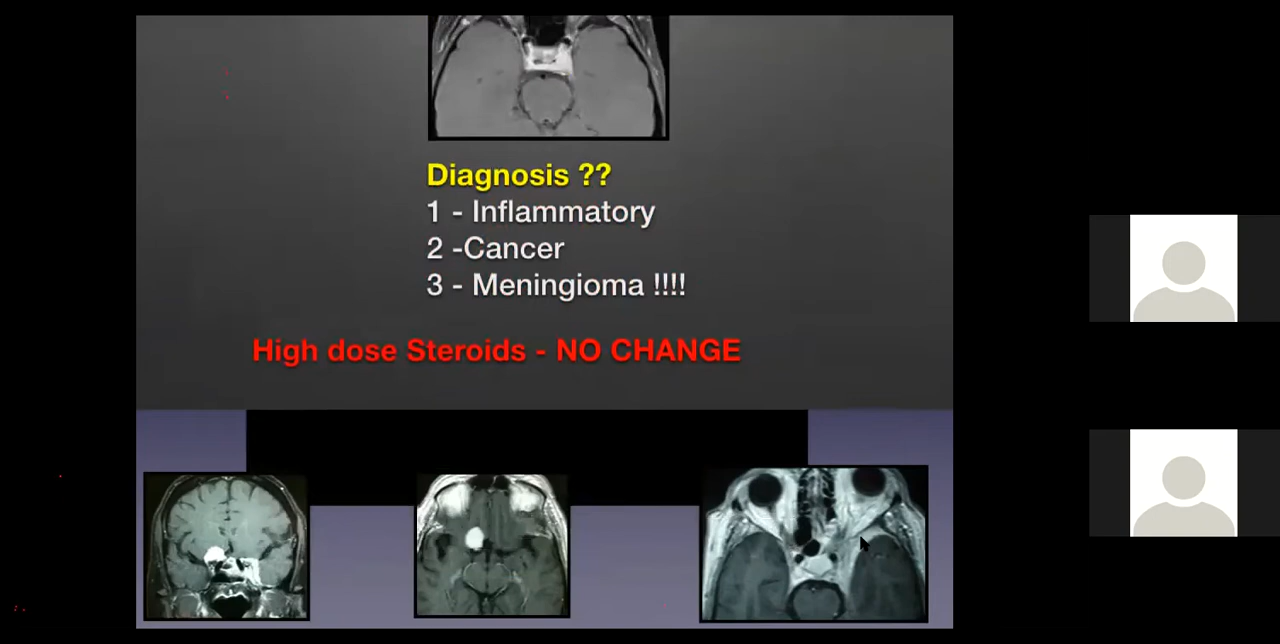 Diagnosis ??
1 - Inflammatory
2 -Cancer
3 - Meningioma !!!!
High dose Steroids - NO CHANGE